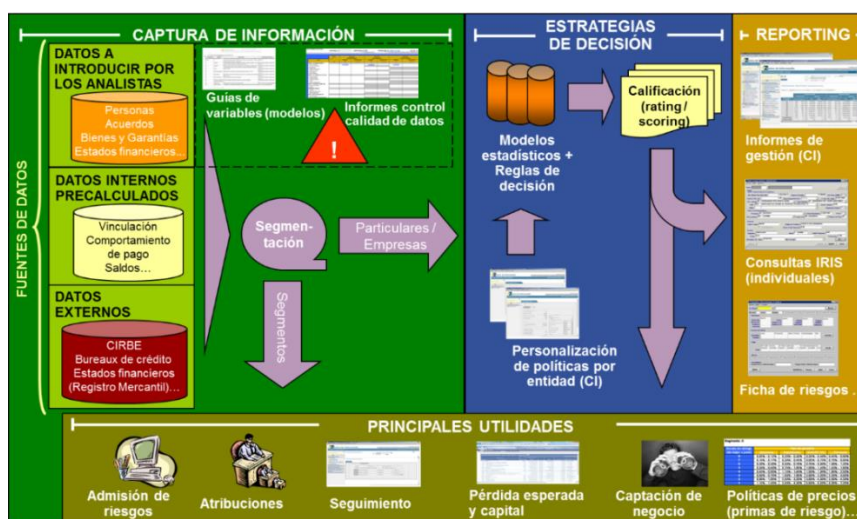 CAPTURA DE INFORMACIÓN
FUENTES DE DATOS
DATOS A
INTRODUCIR POR
LOS ANALISTAS
Personas
Acuerdos
Bienes y Garantías
Estados financieros...
DATOS INTERNOS
PRECALCULADOS
Vinculación
Comportamiento
de pago
Saldos...
DATOS
EXTERNOS
CIRBE
Bureaux de crédito
Estados financieros
(Registro Mercantil)...
Guías de
variables (modelos)
Informes control
calidad de datos
!
Segmen-
tación
Particulares /
Empresas
Segmentos
ESTRATEGIAS
DE DECISIÓN
Modelos
estadísticos +
Reglas de
decisión
Calificación
(rating /
scoring)
Personalización
de políticas por
entidad (CI)
REPORTING
Informes de
gestión (CI)
Consultas IRIS
(individuales)
Ficha de riesgos ..
PRINCIPALES UTILIDADES
Admisión de
riesgos
Atribuciones
Seguimiento
Pérdida esperada
y capital
Captación de
negocio
Políticas de precios
(primas de riesgo)...